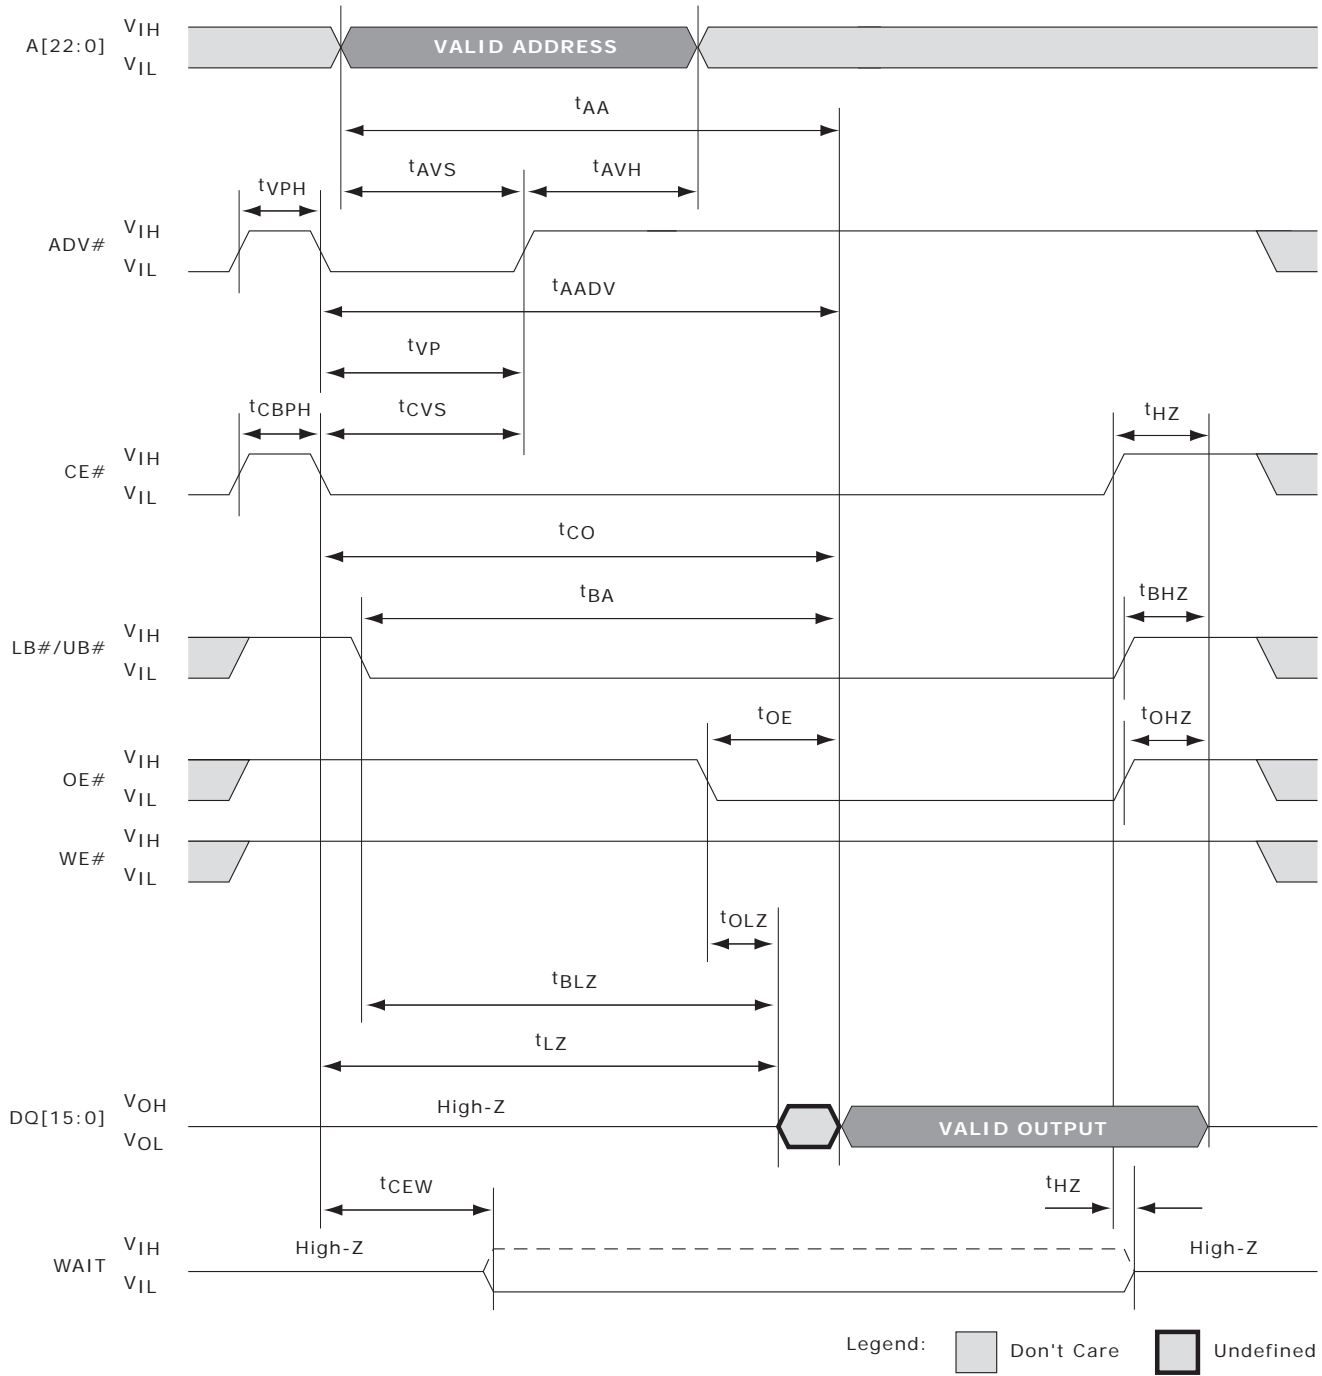 A[22:0]
VIH
VIL
VALID ADDRESS
tAA
tAVS
tAVH
tVPH
ADV#
VIH
VIL
tAADV
tVP
tCBPH
tCVS
tHZ
CE#
VIH
VIL
tCO
tBA
tBHZ
LB#/UB#
VIH
VIL
tOE
tOHZ
OE#
VIH
VIL
WE#
VIH
VIL
tOLZ
tBLZ
tLZ
DQ[15:0]
VOH
VOL
High-Z
VALID OUTPUT
tCEW
tHZ
WAIT
VIH
VIL
High-Z
High-Z
Legend:
Don't Care
Undefined